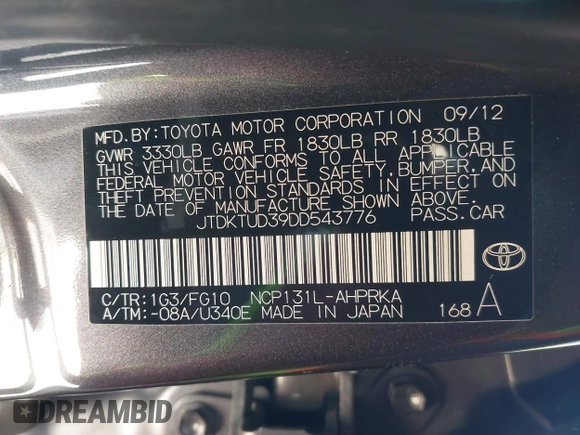 MFD.BY:TOYOTA MOTOR CORPORATION 09/12
GVWR 3330LB GAWR FR 1830LB RR 1830LB
THIS VEHICLE CONFORMS TO ALL APPLICABLE
FEDERAL MOTOR VEHICLE SAFETY,BUMPER,AND
THEFT PREVENTION STANDARDS IN EFFECT ON
THE DATE OF MANUFACTURE SHOWN ABOVE.
JTDKTUD39DD543776 PASS.CAR
C/TR:1G3/FG10 NCP131L-AHPRKA
A/TM:-08A/U340E MADE IN JAPAN 168 A
DREAMBID